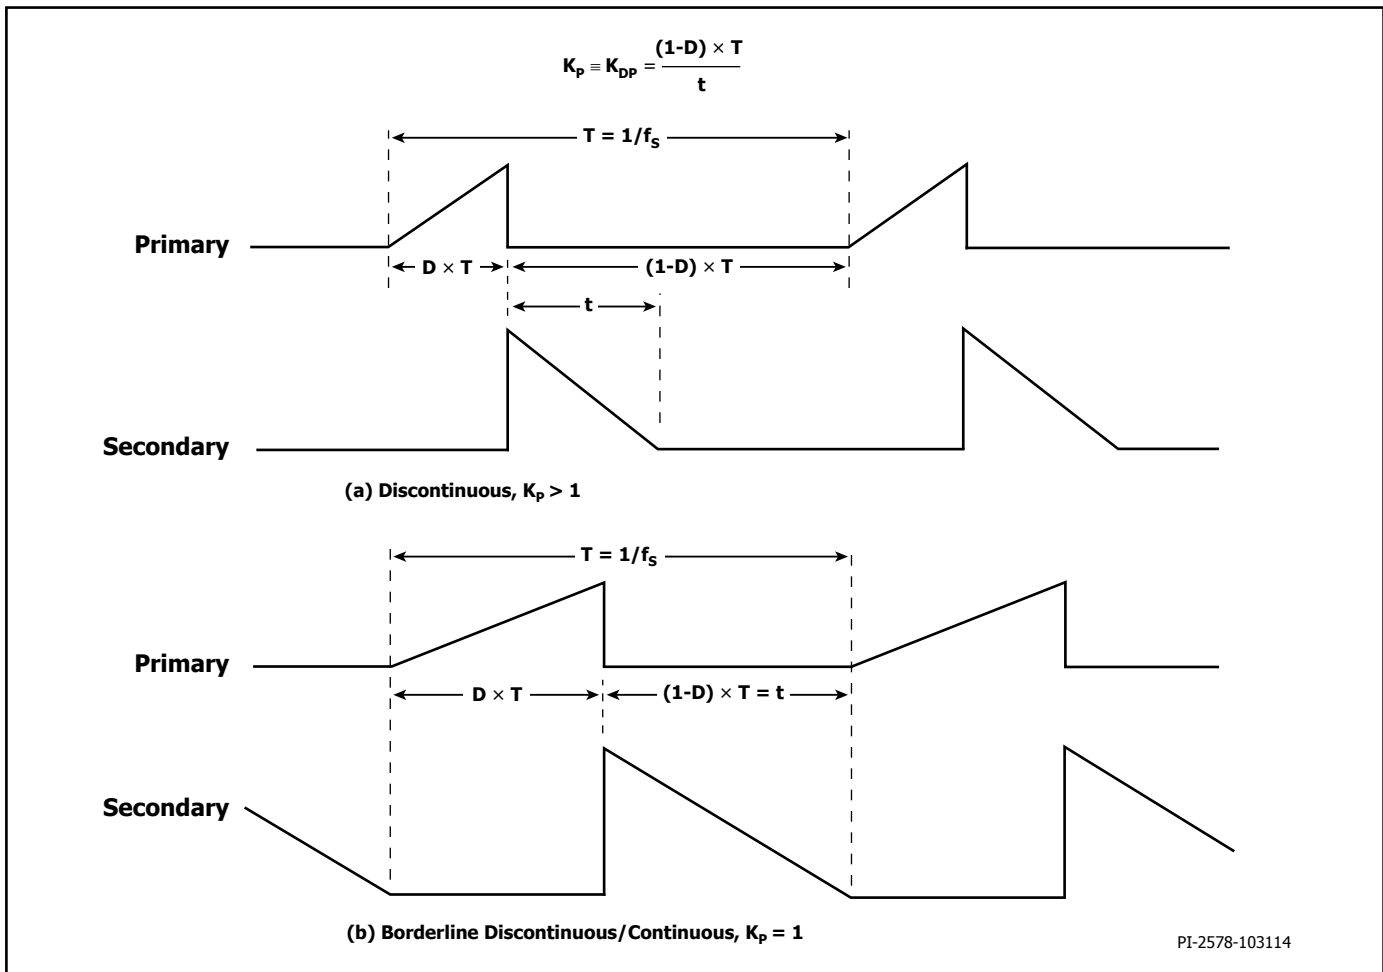 K_P ≡ K_DP = (1-D) × T / t
T = 1/f_S
Primary
D × T
(1-D) × T
t
Secondary
(a) Discontinuous, K_P > 1
T = 1/f_S
Primary
D × T
(1-D) × T = t
Secondary
(b) Borderline Discontinuous/Continuous, K_P = 1
PI-2578-103114